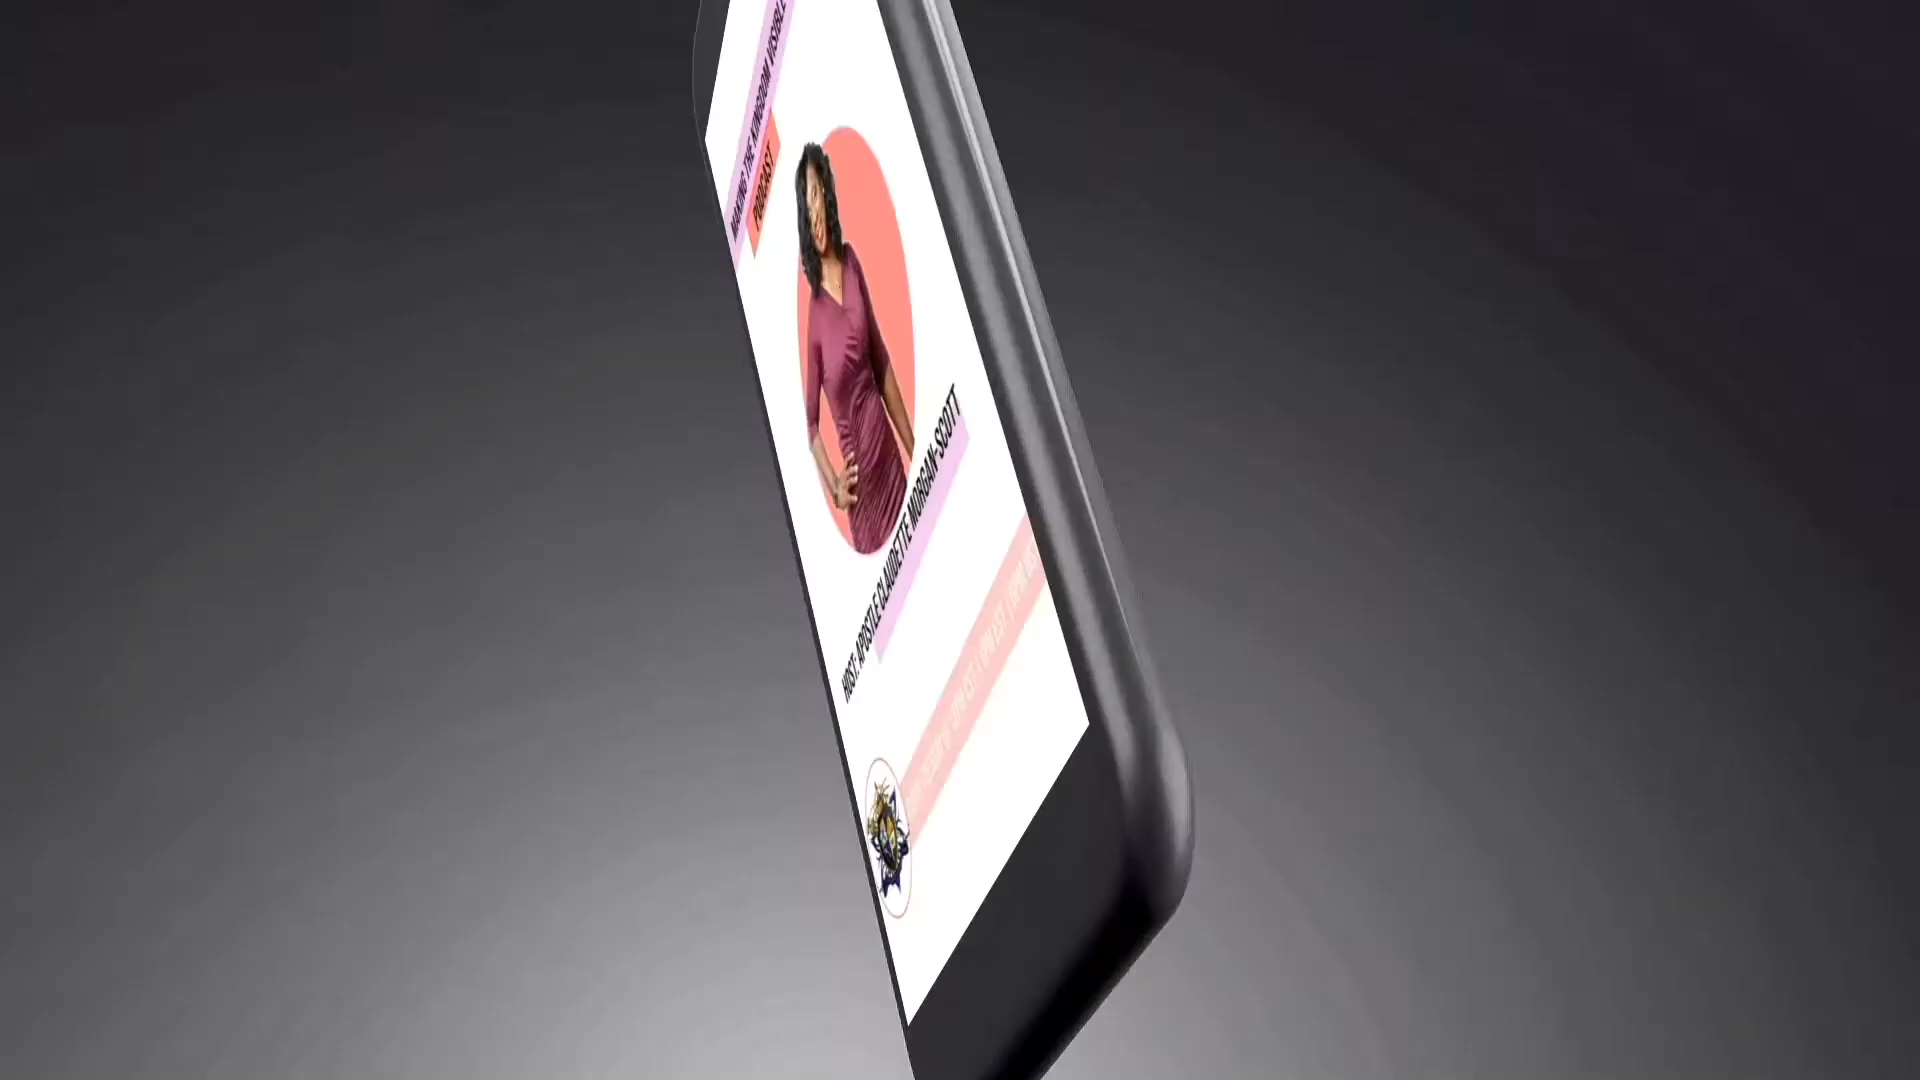 MAKING THE KINGDOM VISIBLE
PODCAST
HOST: APOSTLE CLAUDETTE MORGAN-SCOTT